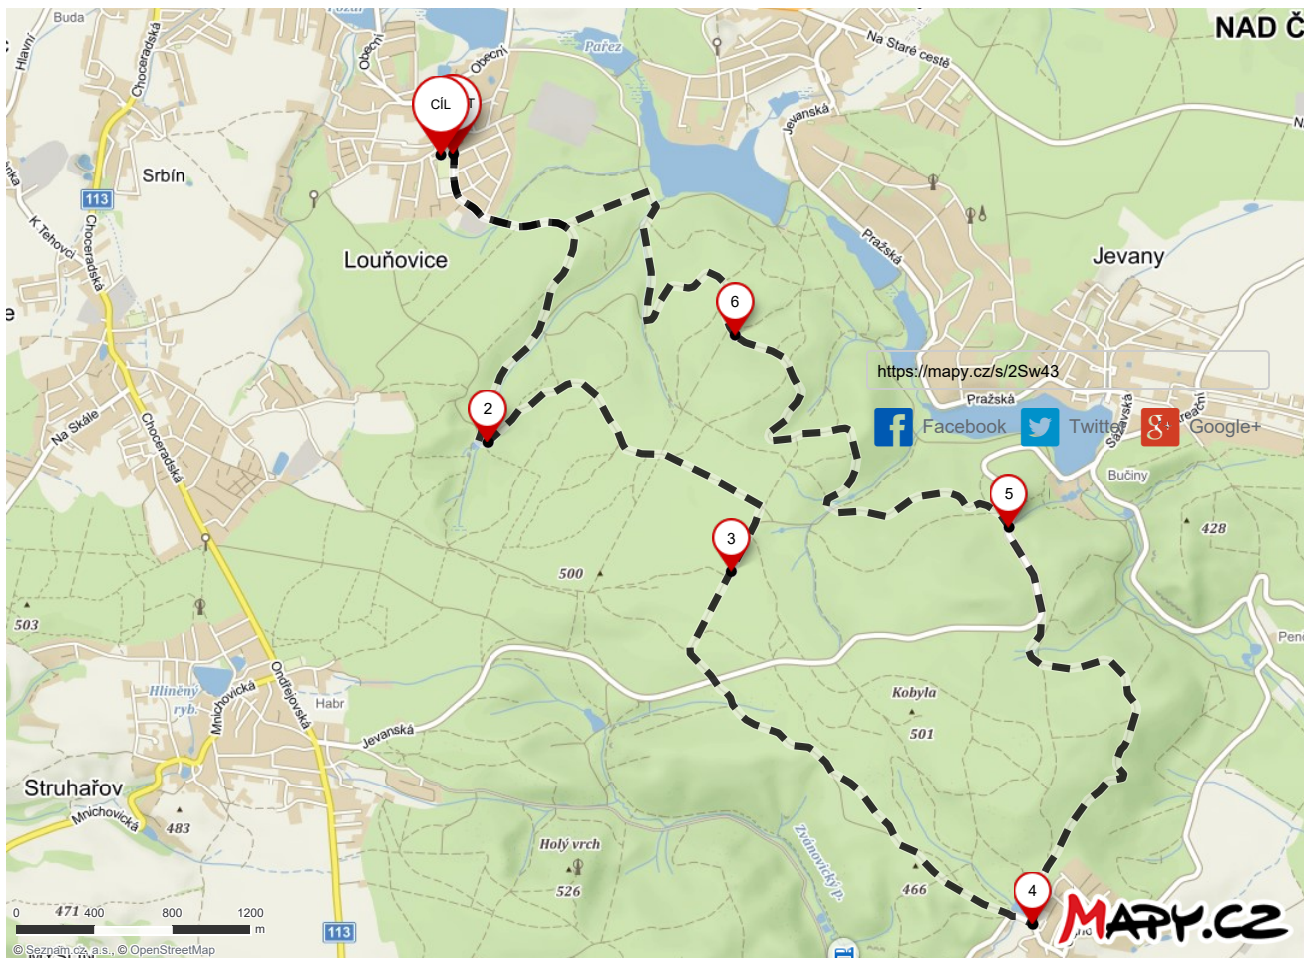 Buda
Hlavní
Choceradská
Požár
Obecní
Obecní
Pařez
Na Staré cestě
NAD Č
CÍL
T
Jevanská
Srbín
113
K Tehovci
Choceradská
Louňovice
Pražská
Jevany
6
https://mapy.cz/s/2Sw43
Pražská
Facebook
Twitter
Google+
Sázavská
2
Na Skále
Choceradská
Bučiny
5
428
3
500
503
Hliněný
ryb.
Mnichovická
Ondřejovská
Habr
Jevanská
Kobyla
501
Struhařov
Mnichovická
483
Holý vrch
526
Zvánovický p.
466
4
MAPY.CZ
471
0 400 800 1200
m
113
© Seznam.cz, a.s., © OpenStreetMap